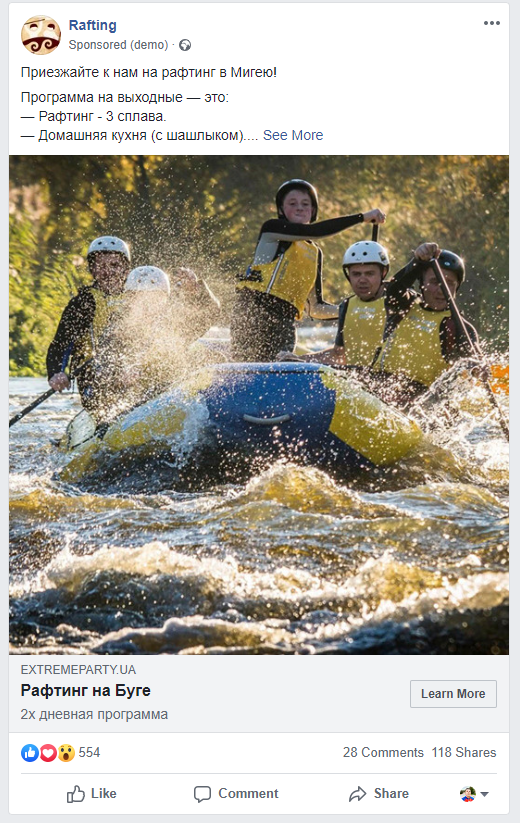 Rafting
Sponsored (demo) ·
Приезжайте к нам на рафтинг в Мигею!
Программа на выходные — это:
— Рафтинг - 3 сплава.
— Домашняя кухня (с шашлыком).... See More
EXTREMEPARTY.UA
Рафтинг на Буге
2х дневная программа
Learn More
554
28 Comments 118 Shares
Like Comment Share